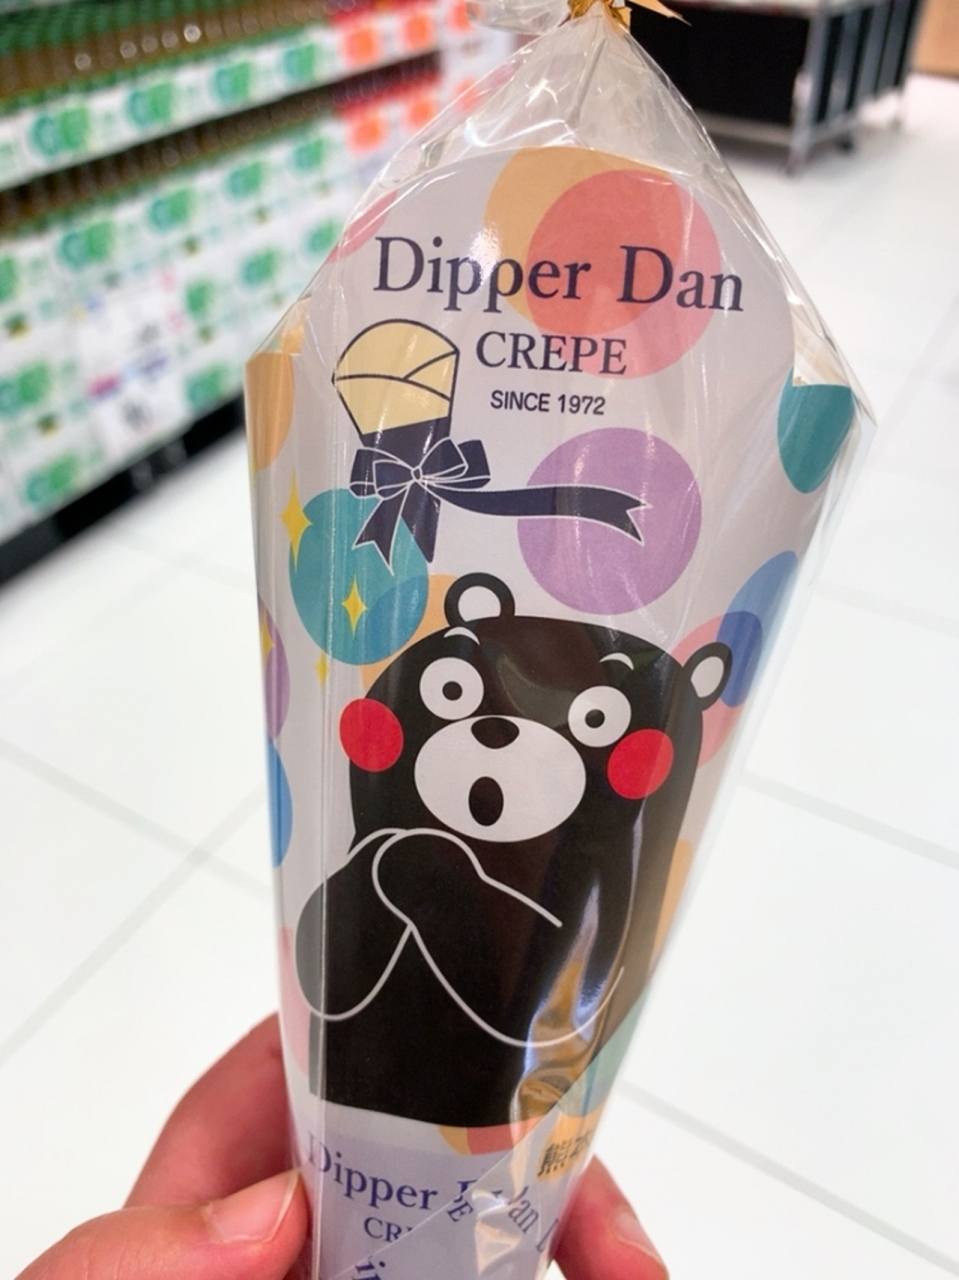 Dipper Dan
CREPE
SINCE 1972
Dipper